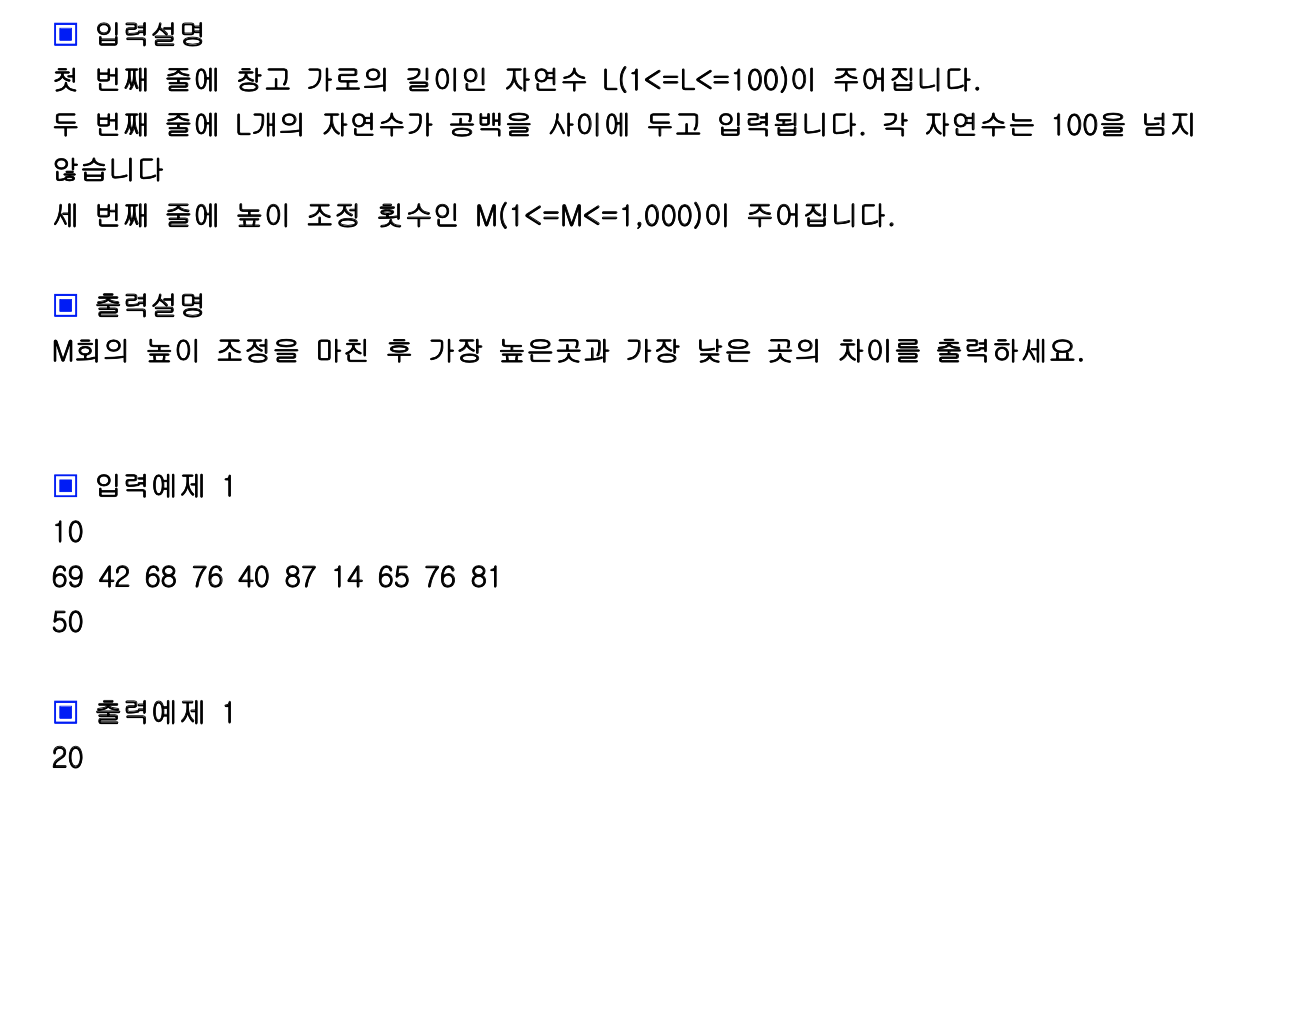 ▣ 입력설명
첫 번째 줄에 창고 가로의 길이인 자연수 L(1<=L<=100)이 주어집니다.
두 번째 줄에 L개의 자연수가 공백을 사이에 두고 입력됩니다. 각 자연수는 100을 넘지
않습니다
세 번째 줄에 높이 조정 횟수인 M(1<=M<=1,000)이 주어집니다.
▣ 출력설명
M회의 높이 조정을 마친 후 가장 높은곳과 가장 낮은 곳의 차이를 출력하세요.
▣ 입력예제 1
10
69 42 68 76 40 87 14 65 76 81
50
▣ 출력예제 1
20